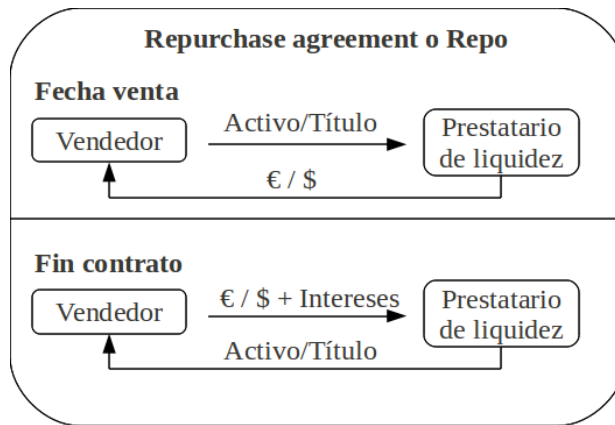 Repurchase agreement o Repo
Fecha venta
Vendedor
Activo/Título
Prestatario
de liquidez
€ / $
Fin contrato
Vendedor
€ / $ + Intereses
Prestatario
de liquidez
Activo/Título